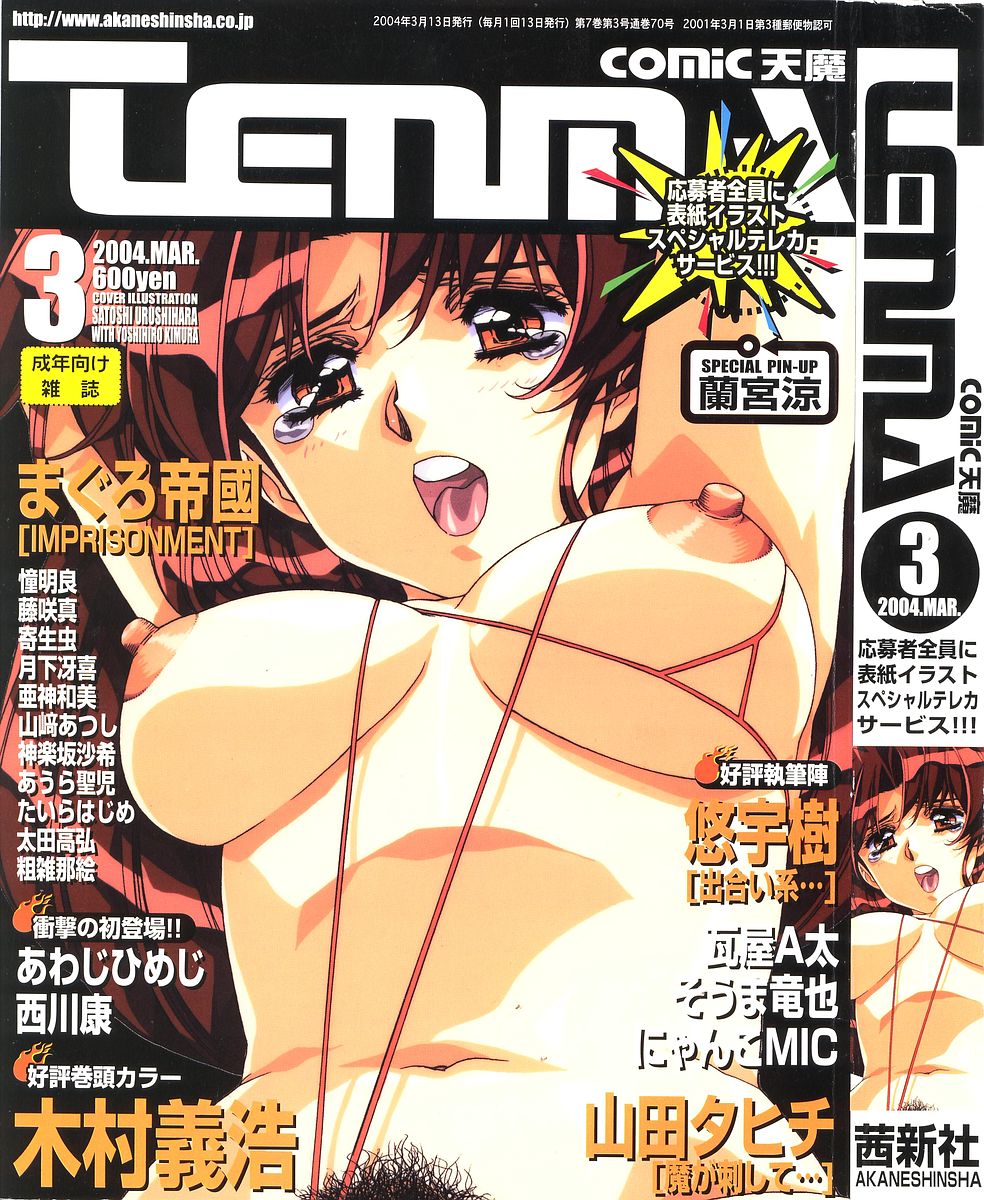 http://www.akaneshinsha.co.jp
2004年3月13日発行(毎月1回13日発行)第7巻第3号通巻70号 2001年3月1日第3種郵便物認可
COMIC 天魔
TENMA
応募者全員に
表紙イラスト
スペシャルテレカ
サービス!!!
3
2004.MAR.
600yen
COVER ILLUSTRATION
SATOSHI URUSHIHARA
WITH YOSHIHIRO KIMURA
成年向け
雑誌
SPECIAL PIN-UP
蘭宮涼
まぐろ帝國
[IMPRISONMENT]
憧明良
藤咲真
寄生虫
月下冴喜
亜神和美
山﨑あつし
神楽坂沙希
あうら聖児
たいらはじめ
太田高弘
粗雑那絵
衝撃の初登場!!
あわじひめじ
西川康
好評巻頭カラー
木村義浩
好評執筆陣
悠宇樹
[出合い系…]
瓦屋A太
そうま竜也
にゃんこMIC
山田タヒチ
[魔が刺して…]
TENMA
COMIC 天魔
3
2004.MAR.
応募者全員に
表紙イラスト
スペシャルテレカ
サービス!!!
茜新社
AKANESHINSHA